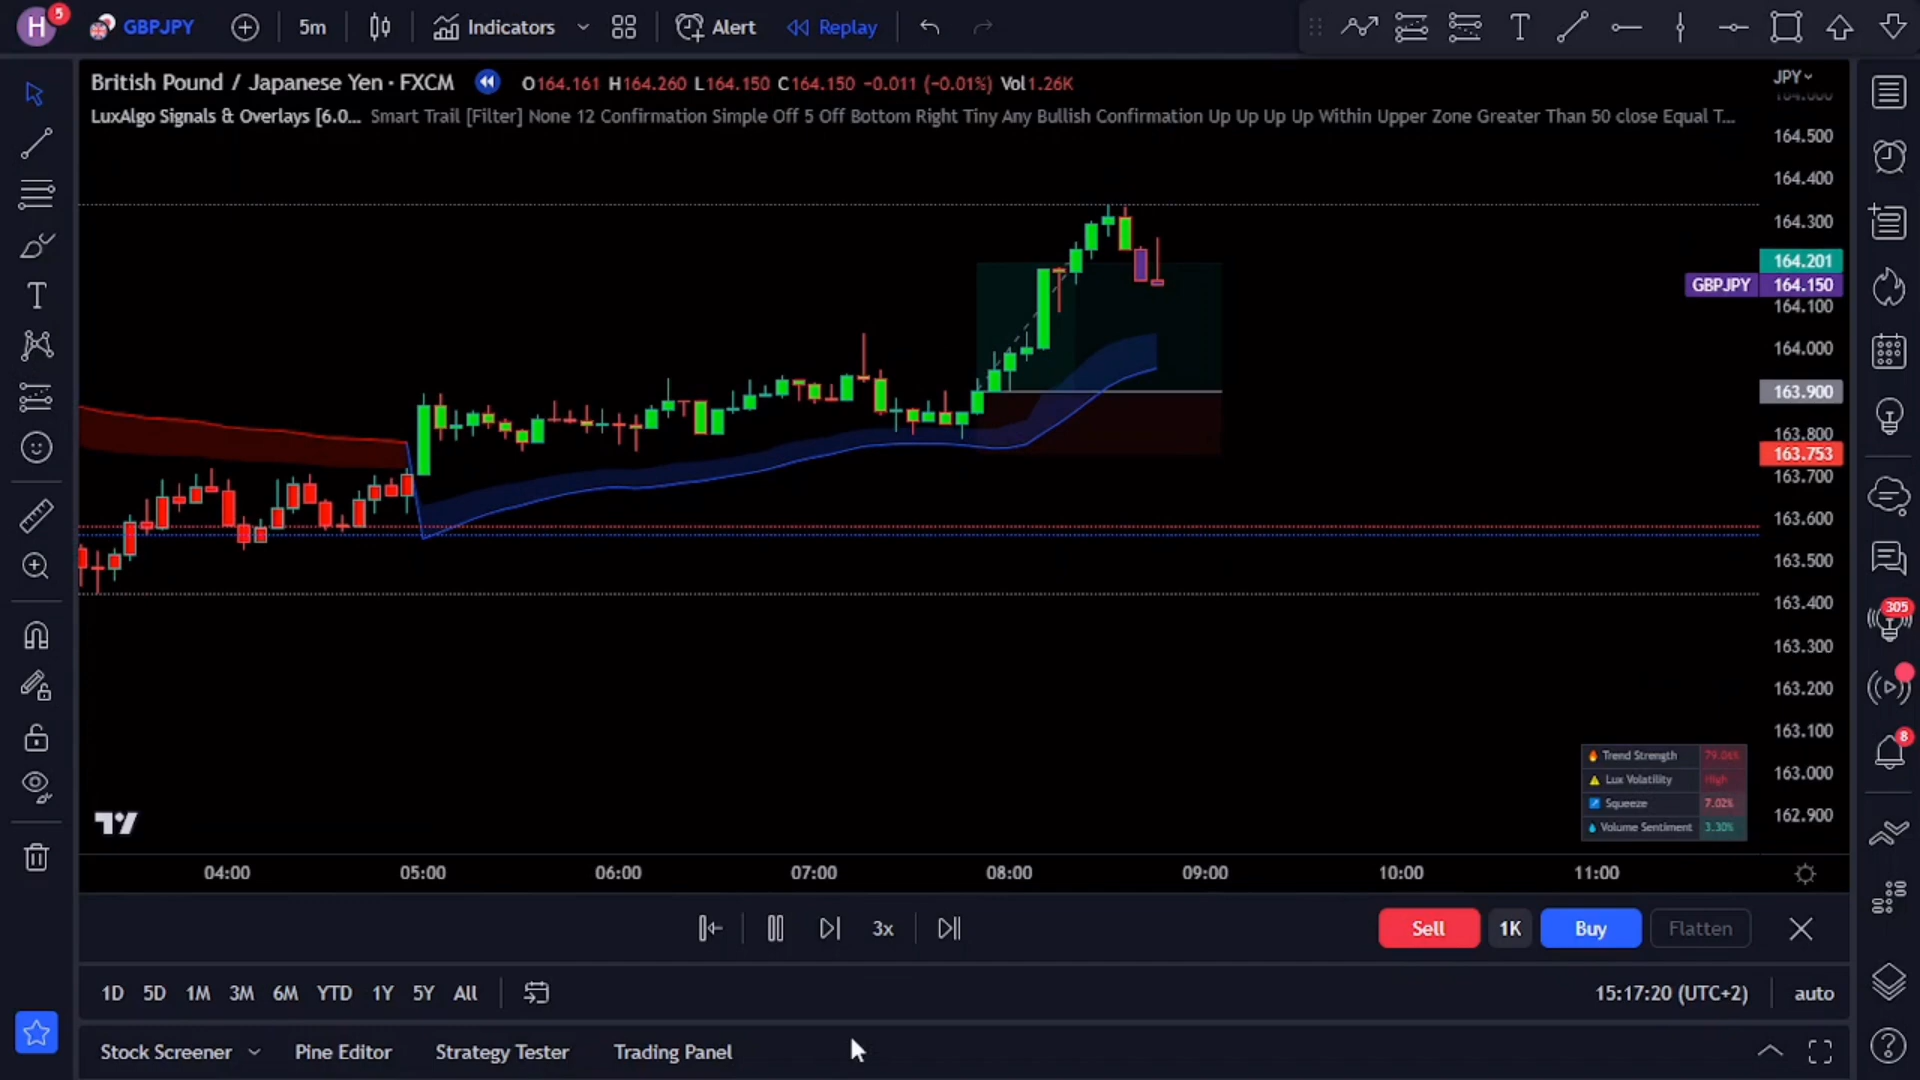 H 5 GBPJPY 5m Indicators Alert Replay
British Pound / Japanese Yen · FXCM O164.161 H164.260 L164.150 C164.150 −0.011 (−0.01%) Vol1.26K
LuxAlgo Signals & Overlays [6.0... Smart Trail [Filter] None 12 Confirmation Simple Off 5 Off Bottom Right Tiny Any Bullish Confirmation Up Up Up Up Within Upper Zone Greater Than 50 close Equal T...
JPY
164.500
164.400
164.300
164.201
GBPJPY 164.150
164.100
164.000
163.900
163.800
163.753
163.700
163.600
163.500
163.400
163.300
163.200
163.100
163.000
162.900
305
8
Trend Strength 79.06%
Lux Volatility High
Squeeze 7.02%
Volume Sentiment 3.30%
04:00 05:00 06:00 07:00 08:00 09:00 10:00 11:00
3x Sell 1K Buy Flatten
1D 5D 1M 3M 6M YTD 1Y 5Y All 15:17:20 (UTC+2) auto
Stock Screener Pine Editor Strategy Tester Trading Panel